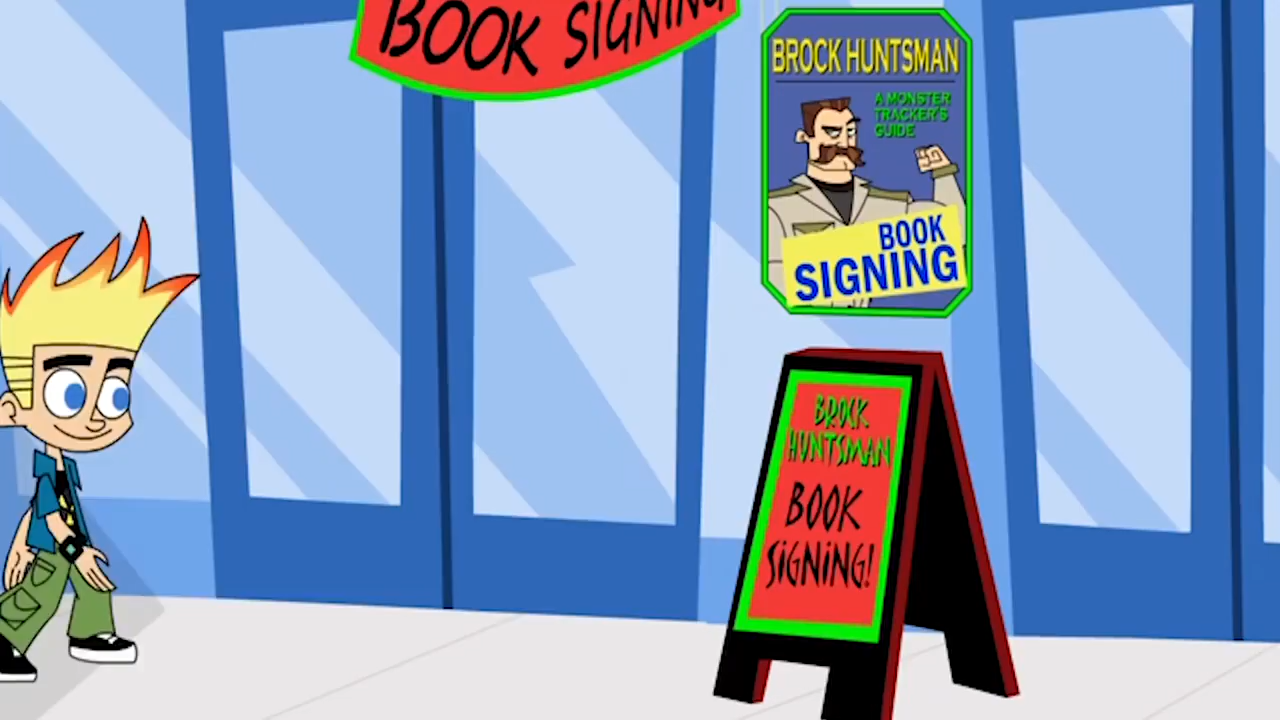 BOOK SIGNING
BROCK HUNTSMAN
A MONSTER
TRACKER'S
GUIDE
BOOK
SIGNING
BROCK
HUNTSMAN
BOOK
SIGNING!